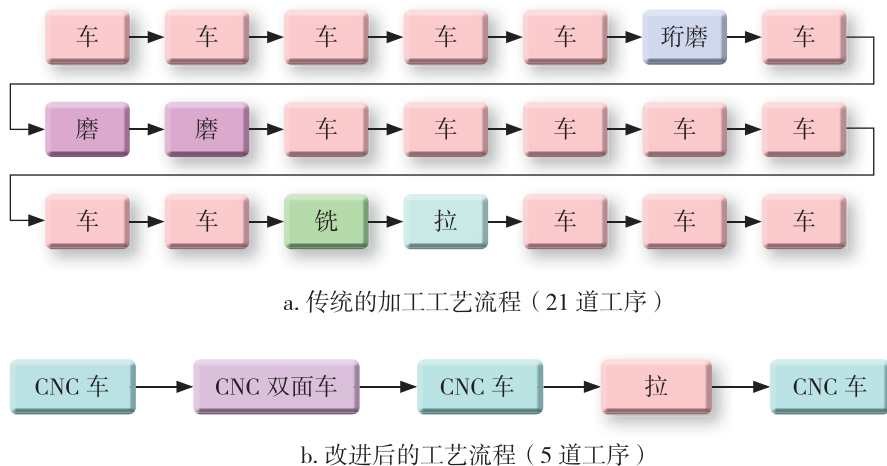 车 车 车 车 车 珩磨 车
磨 磨 车 车 车 车 车
车 车 铣 拉 车 车 车
a. 传统的加工工艺流程（21 道工序）
CNC 车 CNC 双面车 CNC 车 拉 CNC 车
b. 改进后的工艺流程（5 道工序）